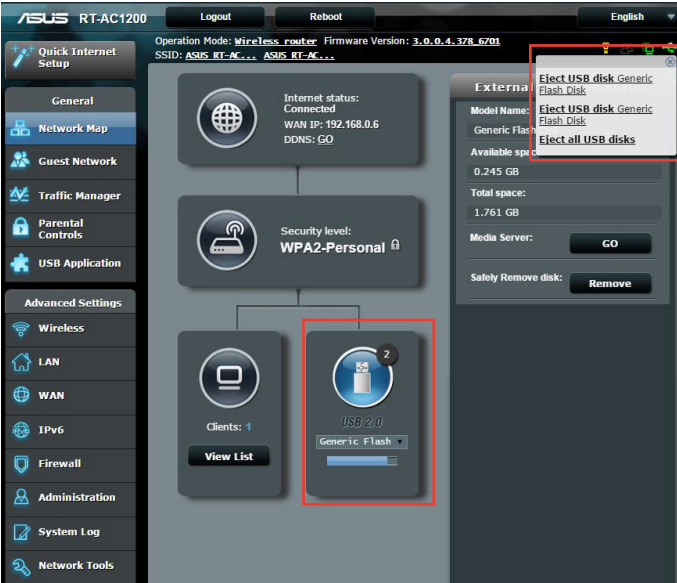 ASUS RT-AC1200
Logout
Reboot
English
Quick Internet
Setup
Operation Mode: Wireless router Firmware Version: 3.0.0.4.378_6701
SSID: ASUS RT-AC... ASUS RT-AC...
General
Network Map
Guest Network
Traffic Manager
Parental
Controls
USB Application
Advanced Settings
Wireless
LAN
WAN
IPv6
Firewall
Administration
System Log
Network Tools
Internet status:
Connected
WAN IP: 192.168.0.6
DDNS: GO
Security level:
WPA2-Personal
Clients: 1
View List
2
USB 2.0
Generic Flash
Eject USB disk Generic
Flash Disk
Eject USB disk Generic
Flash Disk
Eject all USB disks
External
Model Name:
Generic Flash
Available
0.245 GB
Total space:
1.761 GB
Media Server:
GO
Safely Remove disk:
Remove